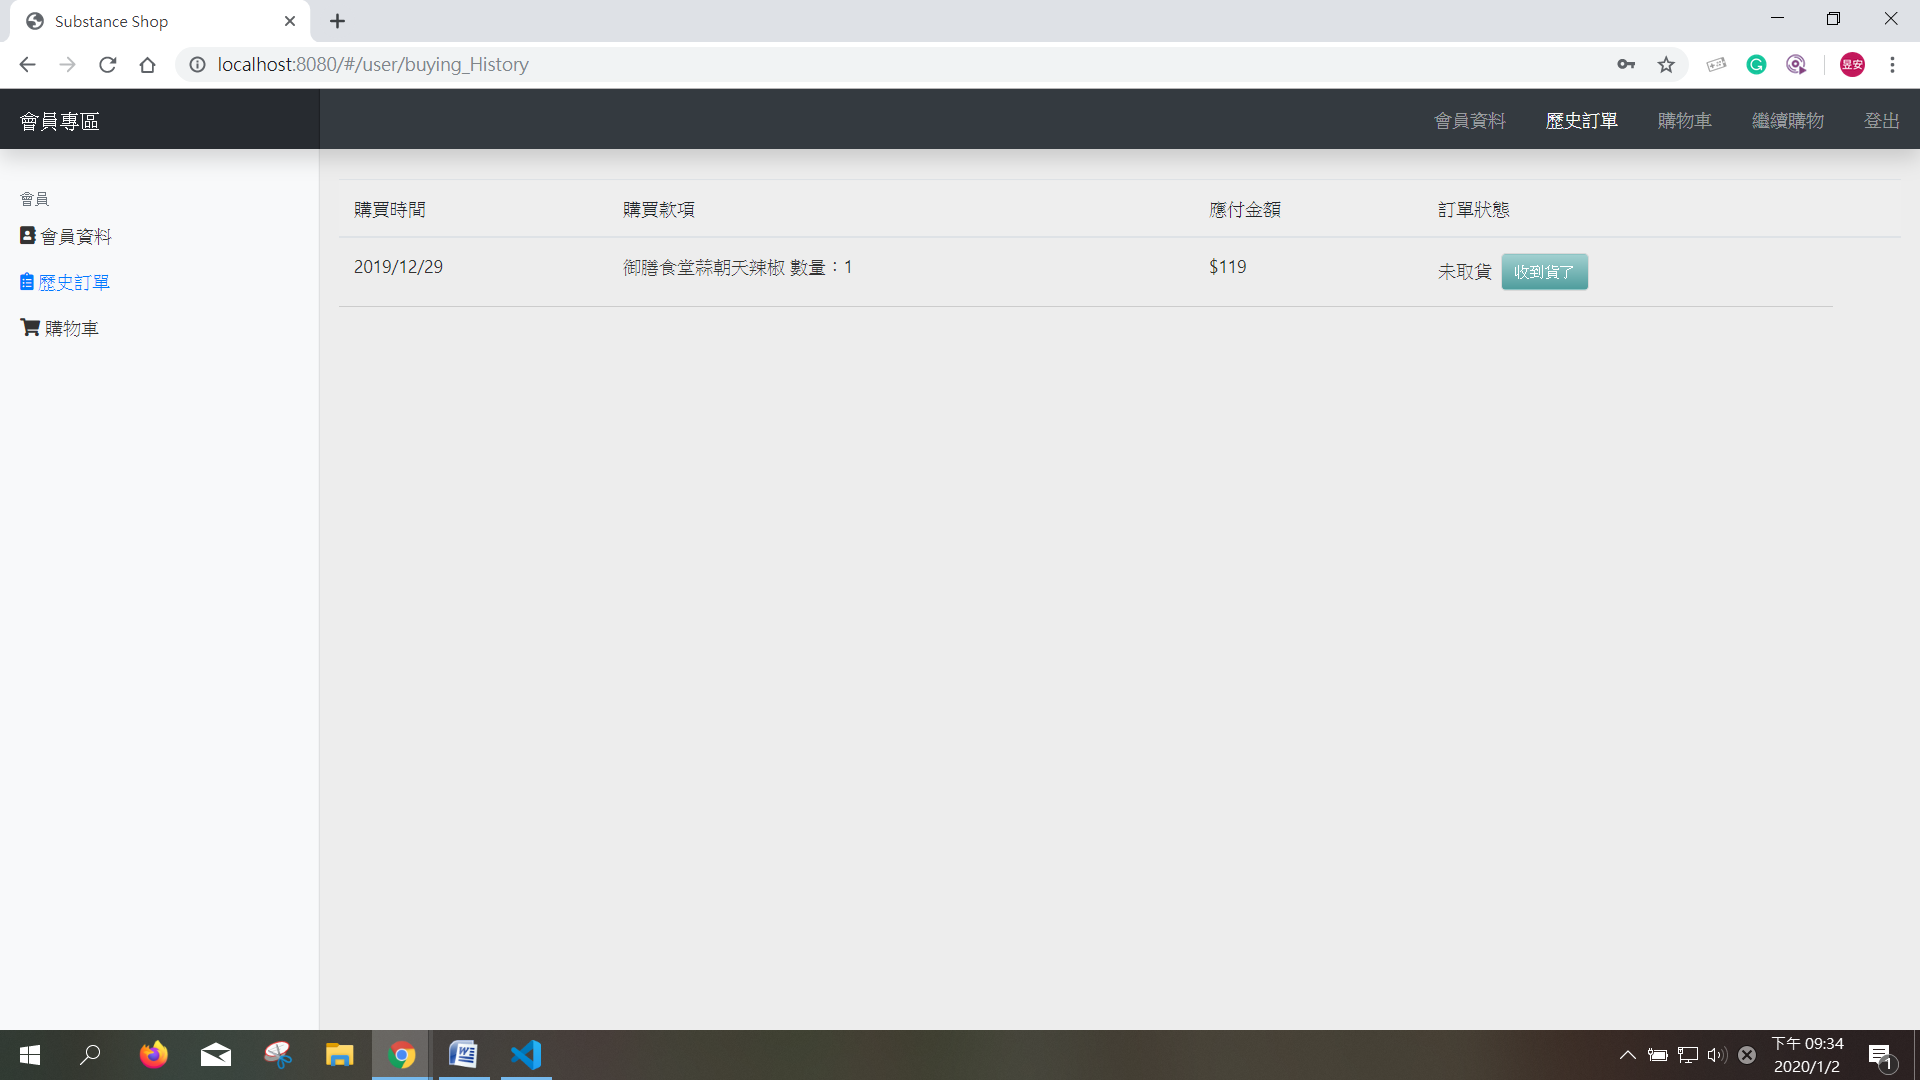 Substance Shop
localhost:8080/#/user/buying_History
昱安
會員專區
會員資料 歷史訂單 購物車 繼續購物 登出
會員
會員資料
歷史訂單
購物車
購買時間 購買款項 應付金額 訂單狀態
2019/12/29 御膳食堂蒜朝天辣椒 數量：1 $119 未取貨 收到貨了
下午 09:34
2020/1/2
1